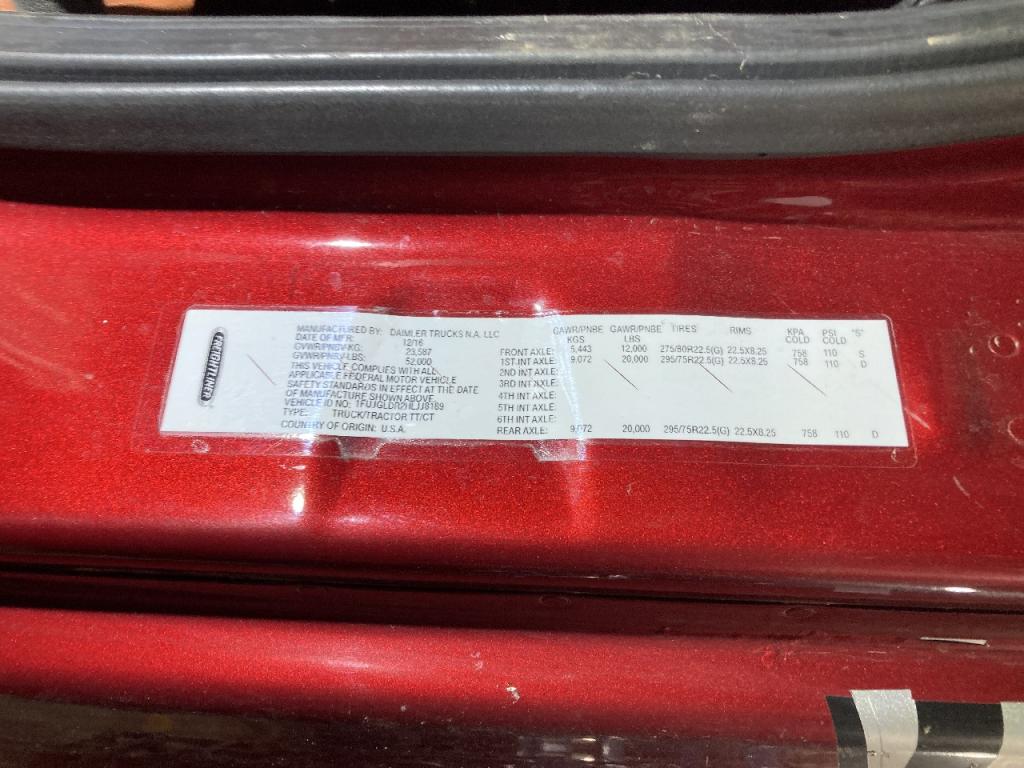 FREIGHTLINER
MANUFACTURED BY: DAIMLER TRUCKS N.A. LLC
DATE OF MFR: 12/16
GVWR/PNBV-KG: 23,587
GVWR/PNBV-LBS: 52,000
THIS VEHICLE COMPLIES WITH ALL
APPLICABLE FEDERAL MOTOR VEHICLE
SAFETY STANDARDS IN EFFECT AT THE DATE
OF MANUFACTURE SHOWN ABOVE.
VEHICLE ID NO:
TYPE: TRUCK/TRACTOR TT/CT
COUNTRY OF ORIGIN: U.S.A.
GAWR/PNBE GAWR/PNBE TIRES RIMS KPA PSI "S"
KGS LBS COLD COLD
FRONT AXLE: 5,443 12,000 275/80R22.5(G) 22.5X8.25 758 110 S
1ST INT AXLE: 9,072 20,000 295/75R22.5(G) 22.5X8.25 758 110 D
2ND INT AXLE:
3RD INT AXLE:
4TH INT AXLE:
5TH INT AXLE:
6TH INT AXLE:
REAR AXLE: 9,072 20,000 295/75R22.5(G) 22.5X8.25 758 110 D